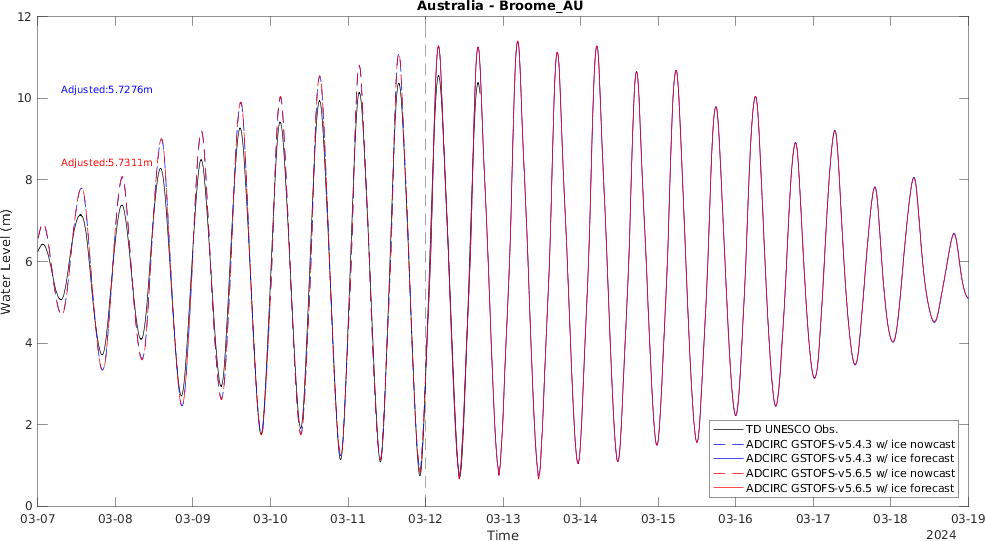 Australia - Broome_AU
12
10
8
6
4
2
0
Water Level (m)
Adjusted:5.7276m
Adjusted:5.7311m
TD UNESCO Obs.
ADCIRC GSTOFS-v5.4.3 w/ ice nowcast
ADCIRC GSTOFS-v5.4.3 w/ ice forecast
ADCIRC GSTOFS-v5.6.5 w/ ice nowcast
ADCIRC GSTOFS-v5.6.5 w/ ice forecast
03-07 03-08 03-09 03-10 03-11 03-12 03-13 03-14 03-15 03-16 03-17 03-18 03-19
Time 2024